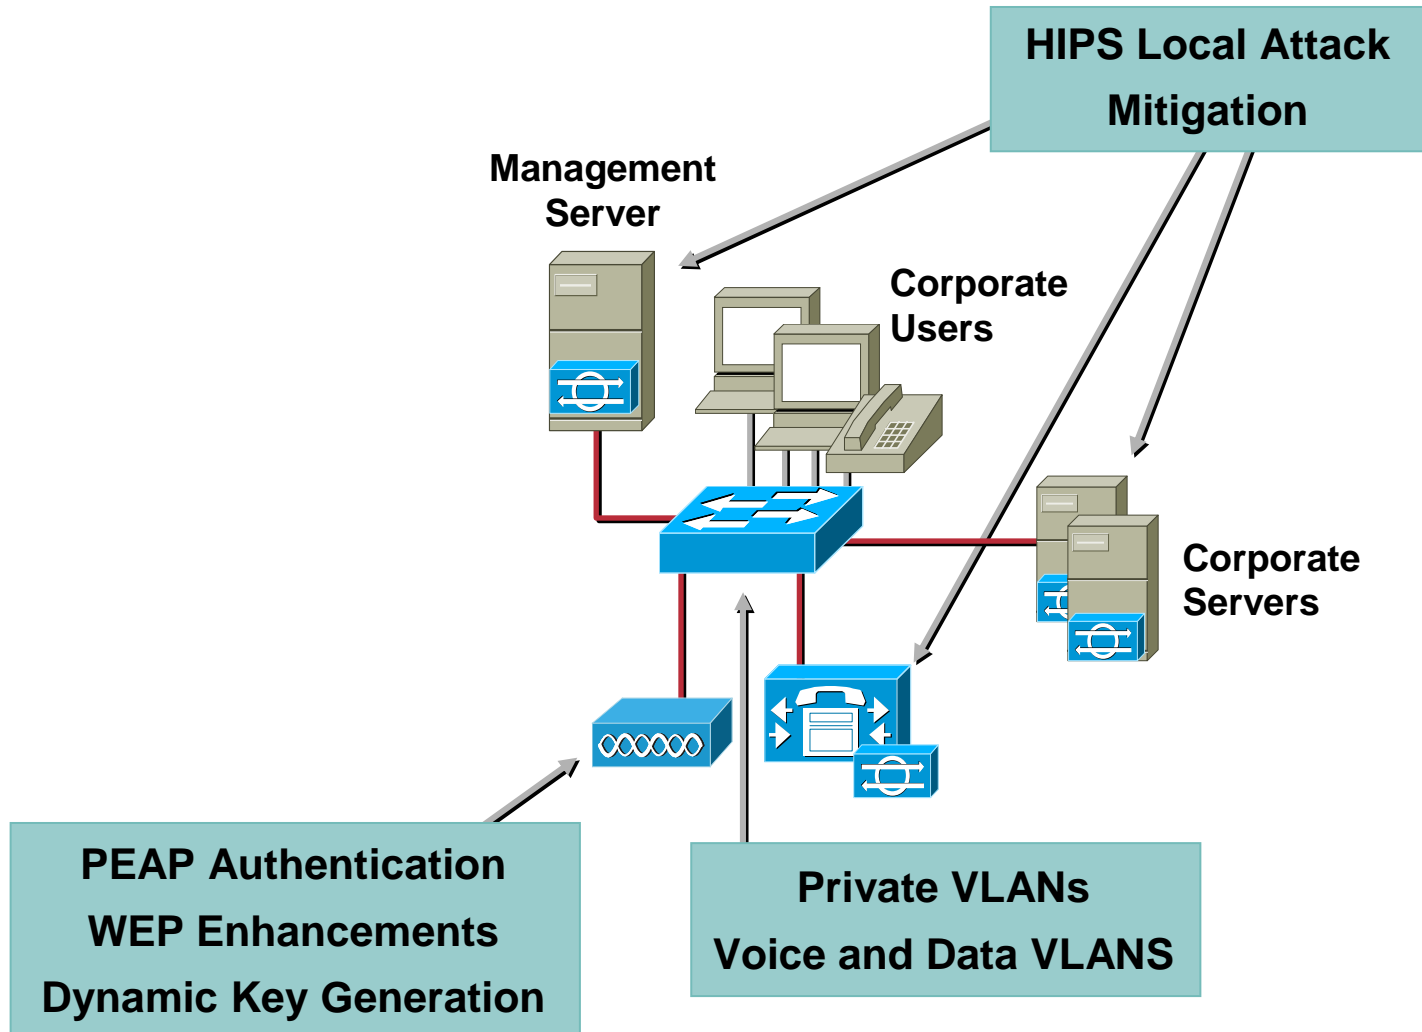 HIPS Local Attack
Mitigation
Management
Server
Corporate
Users
Corporate
Servers
PEAP Authentication
WEP Enhancements
Dynamic Key Generation
Private VLANs
Voice and Data VLANS